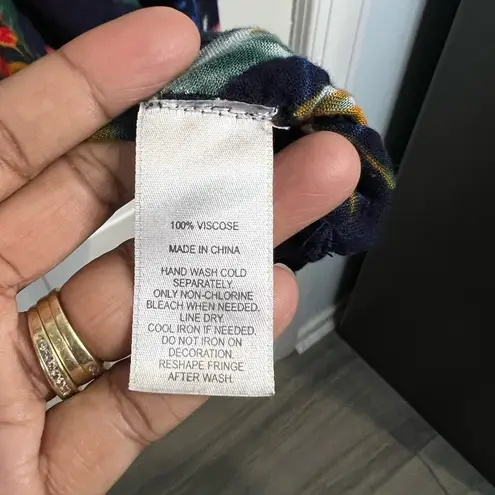 100% VISCOSE
MADE IN CHINA
HAND WASH COLD
SEPARATELY.
ONLY NON-CHLORINE
BLEACH WHEN NEEDED.
LINE DRY.
COOL IRON IF NEEDED.
DO NOT IRON ON
DECORATION.
RESHAPE FRINGE
AFTER WASH.